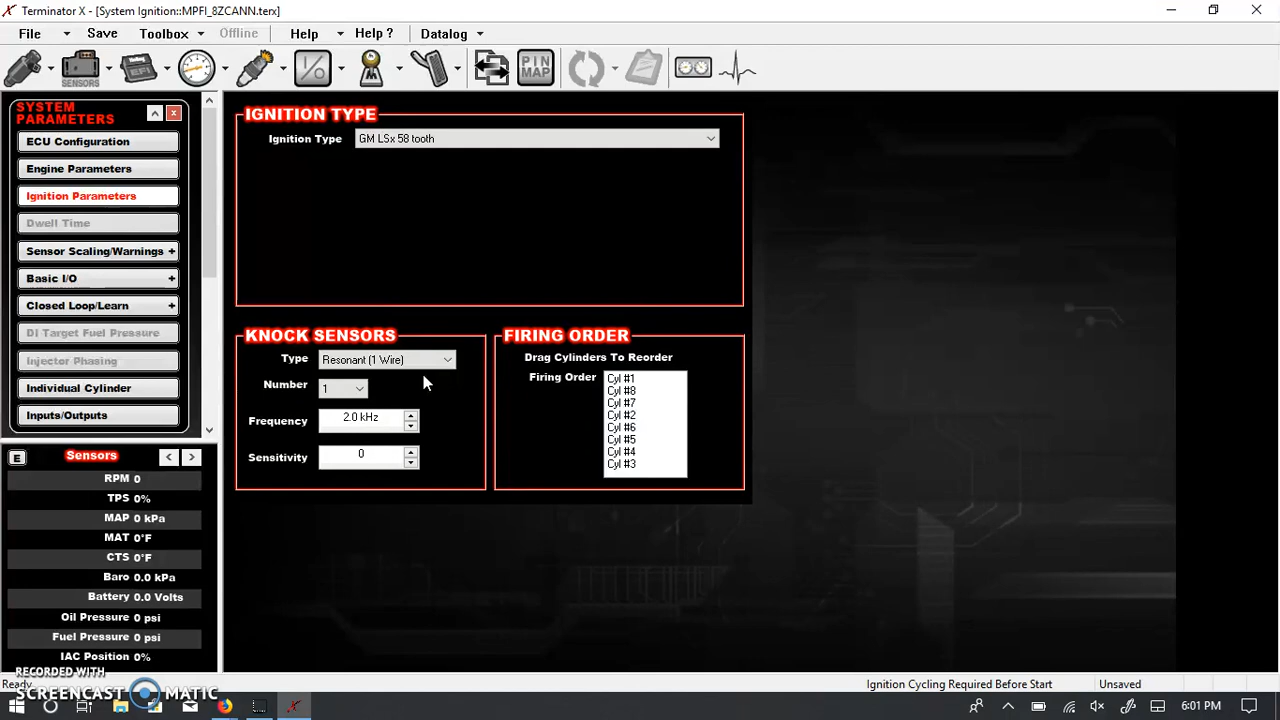 Terminator X - [System Ignition::MPFI_8ZCANN.terx]
File Save Toolbox Offline Help Help ? Datalog
SENSORS EFI I/O PIN MAP
SYSTEM
PARAMETERS
ECU Configuration
Engine Parameters
Ignition Parameters
Dwell Time
Sensor Scaling/Warnings +
Basic I/O +
Closed Loop/Learn +
DI Target Fuel Pressure
Injector Phasing
Individual Cylinder
Inputs/Outputs
E Sensors < >
RPM 0
TPS 0%
MAP 0 kPa
MAT 0°F
CTS 0°F
Baro 0.0 kPa
Battery 0.0 Volts
Oil Pressure 0 psi
Fuel Pressure 0 psi
IAC Position 0%
IGNITION TYPE
Ignition Type GM LSx 58 tooth
KNOCK SENSORS
Type Resonant (1 Wire)
Number 1
Frequency 2.0 kHz
Sensitivity 0
FIRING ORDER
Drag Cylinders To Reorder
Firing Order Cyl #1
Cyl #8
Cyl #7
Cyl #2
Cyl #6
Cyl #5
Cyl #4
Cyl #3
RECORDED WITH
SCREENCAST MATIC
Ready
Ignition Cycling Required Before Start Unsaved
6:01 PM